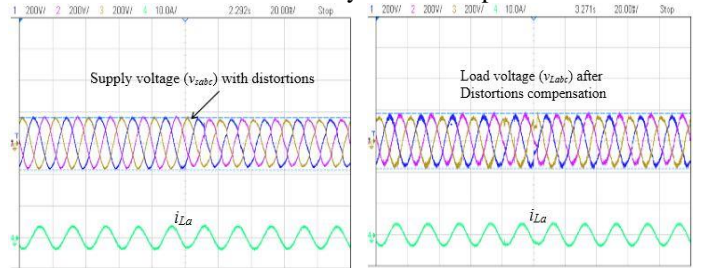 1 200V/ 2 200V/ 3 200V/ 4 10.0A/ 2.292s 20.00s/ Stop
Supply voltage (vsabc) with distortions
iLa
1 200V/ 2 200V/ 3 200V/ 4 10.0A/ 3.271s 20.00s/ Stop
Load voltage (vLabc) after
Distortions compensation
iLa